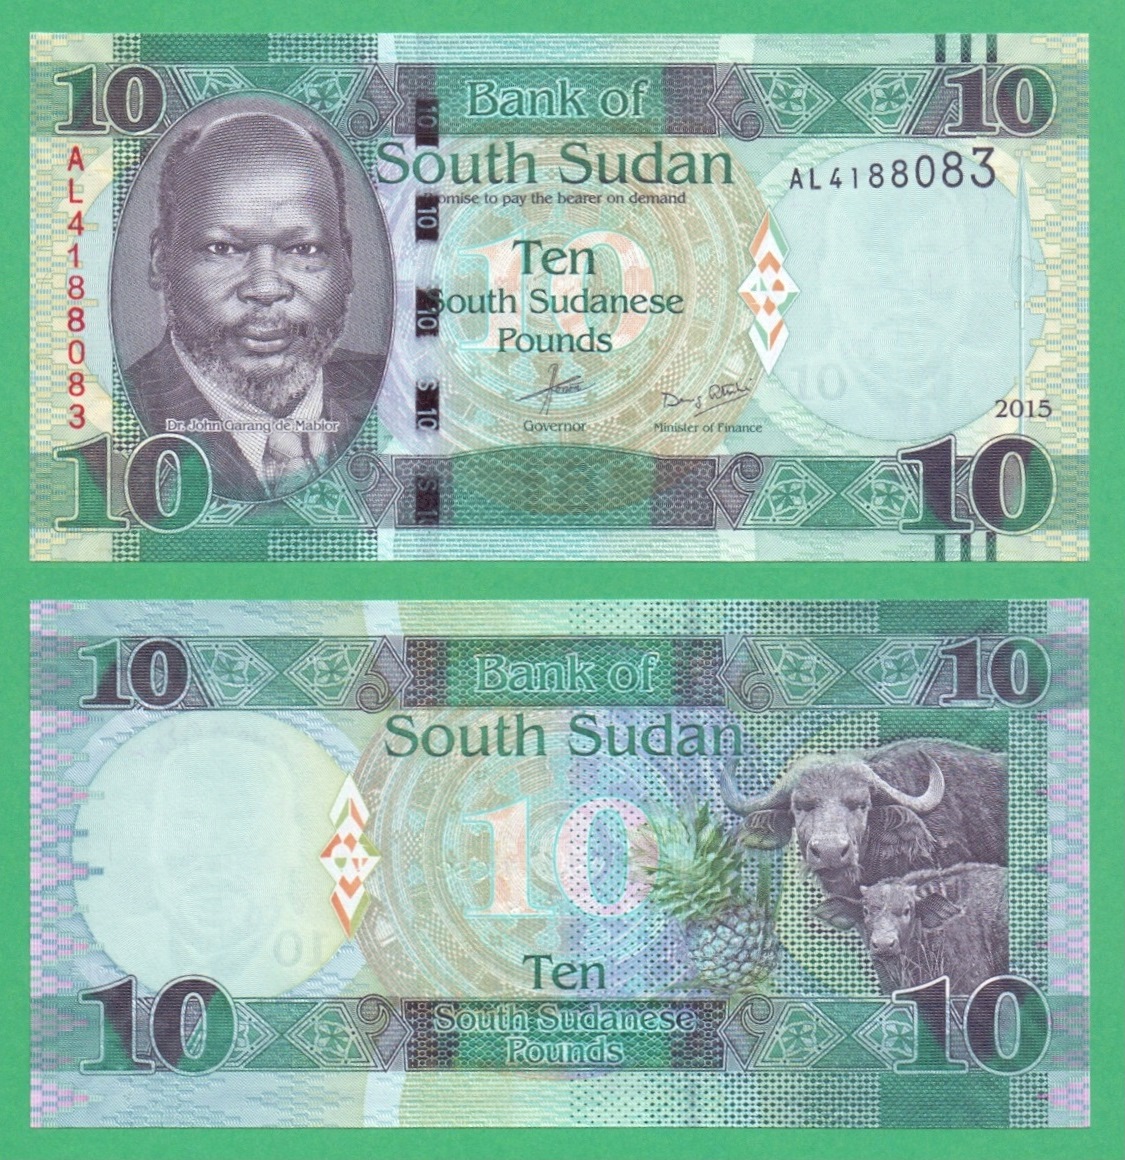 10
10
Bank of
South Sudan
AL4188083
AL4188083
omise to pay the bearer on demand
10
Ten
South Sudanese
Pounds
Governor
Minister of Finance
2015
Dr. John Garang de Mabior
10
10
10
10
Bank of
South Sudan
10
Ten
South Sudanese
Pounds
10
10